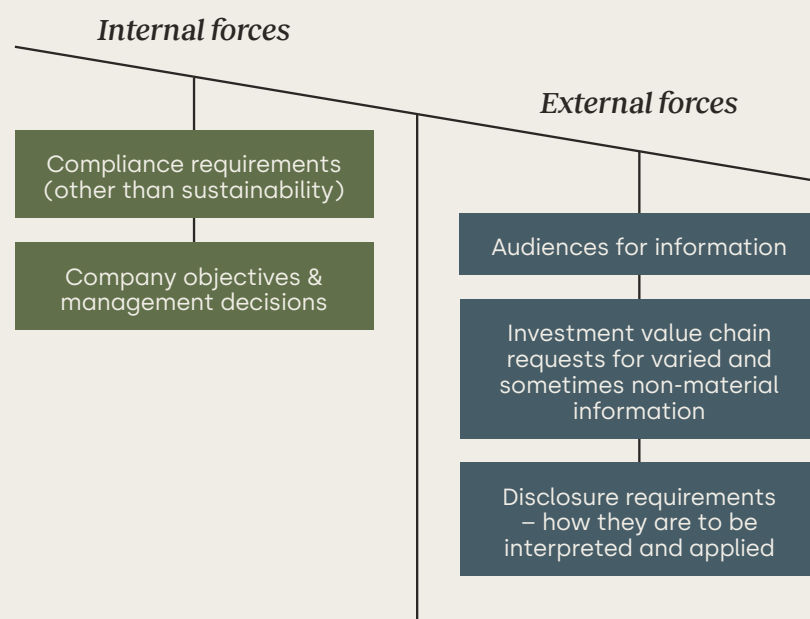 Internal forces
Compliance requirements
(other than sustainability)
Company objectives &
management decisions
External forces
Audiences for information
Investment value chain
requests for varied and
sometimes non-material
information
Disclosure requirements
– how they are to be
interpreted and applied